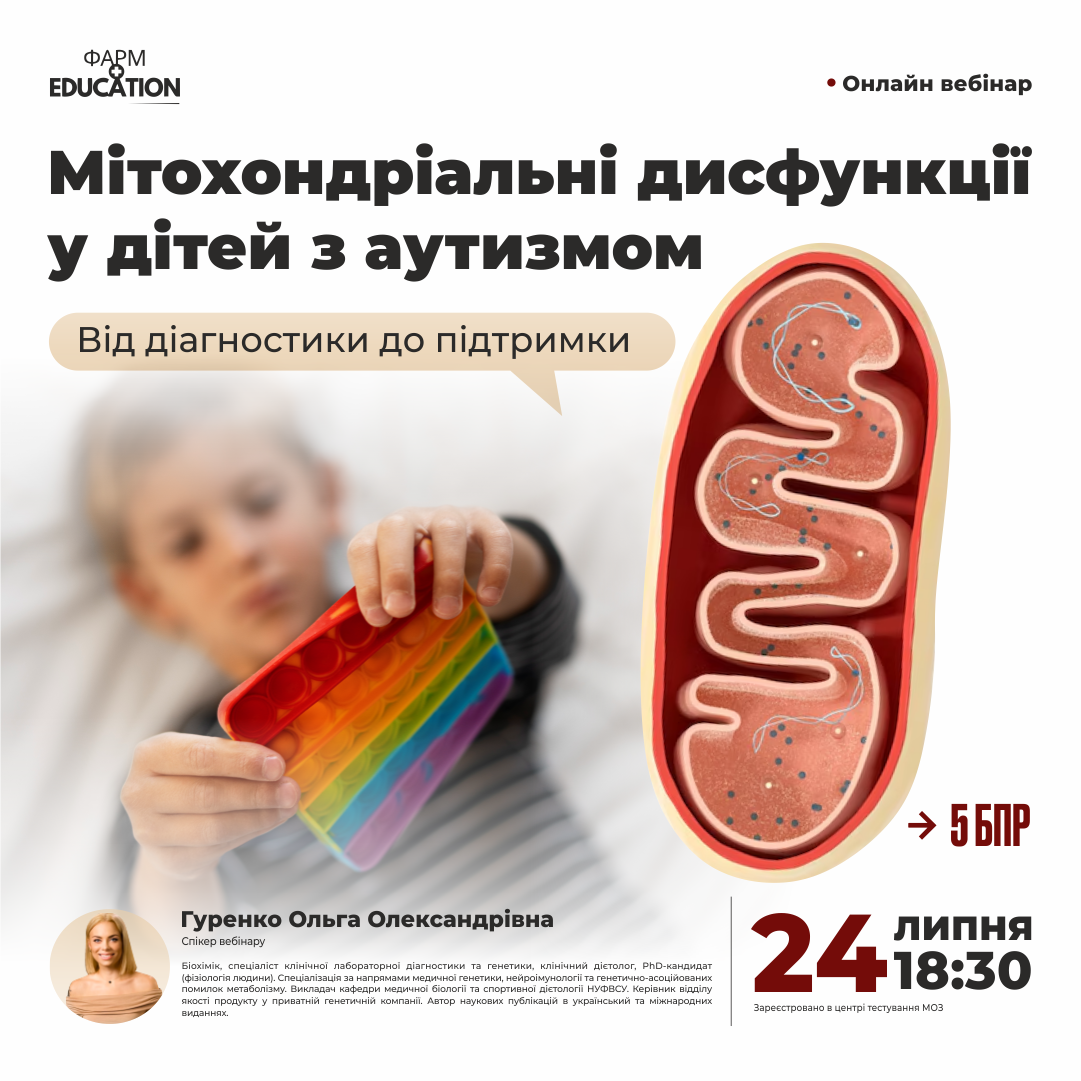 ФАРМ
EDUCATION
• Онлайн вебінар
Мітохондріальні дисфункції
у дітей з аутизмом
Від діагностики до підтримки
→ 5 БПР
Гуренко Ольга Олександрівна
Спікер вебінару
Біохімік, спеціаліст клінічної лабораторної діагностики та генетики, клінічний дієтолог, PhD-кандидат
(фізіологія людини). Спеціалізація за напрямами медичної генетики, нейроімунології та генетично-асоційованих
помилок метаболізму. Викладач кафедри медичної біології та спортивної дієтології НУФВСУ. Керівник відділу
якості продукту у приватній генетичній компанії. Автор наукових публікацій в український та міжнародних
виданнях.
24
липня
18:30
Зареєстровано в центрі тестування МОЗ